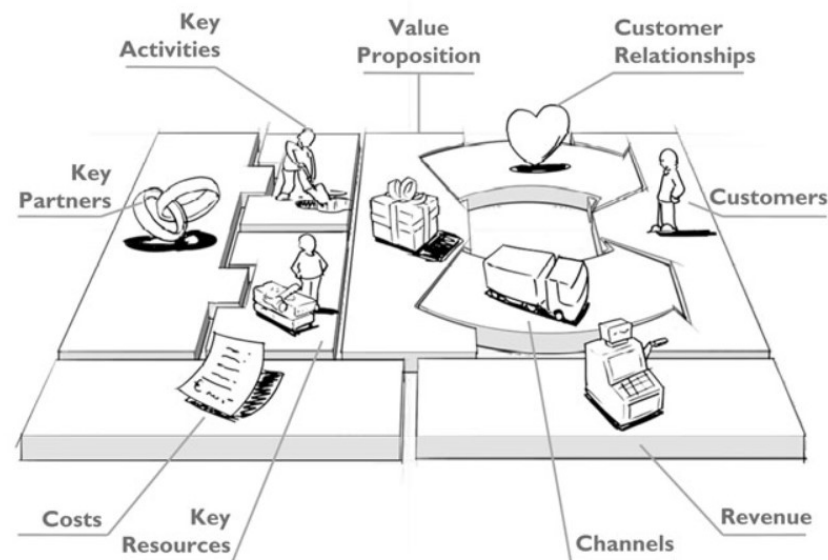 Key
Activities
Value
Proposition
Customer
Relationships
Key
Partners
Customers
Costs
Key
Resources
Channels
Revenue